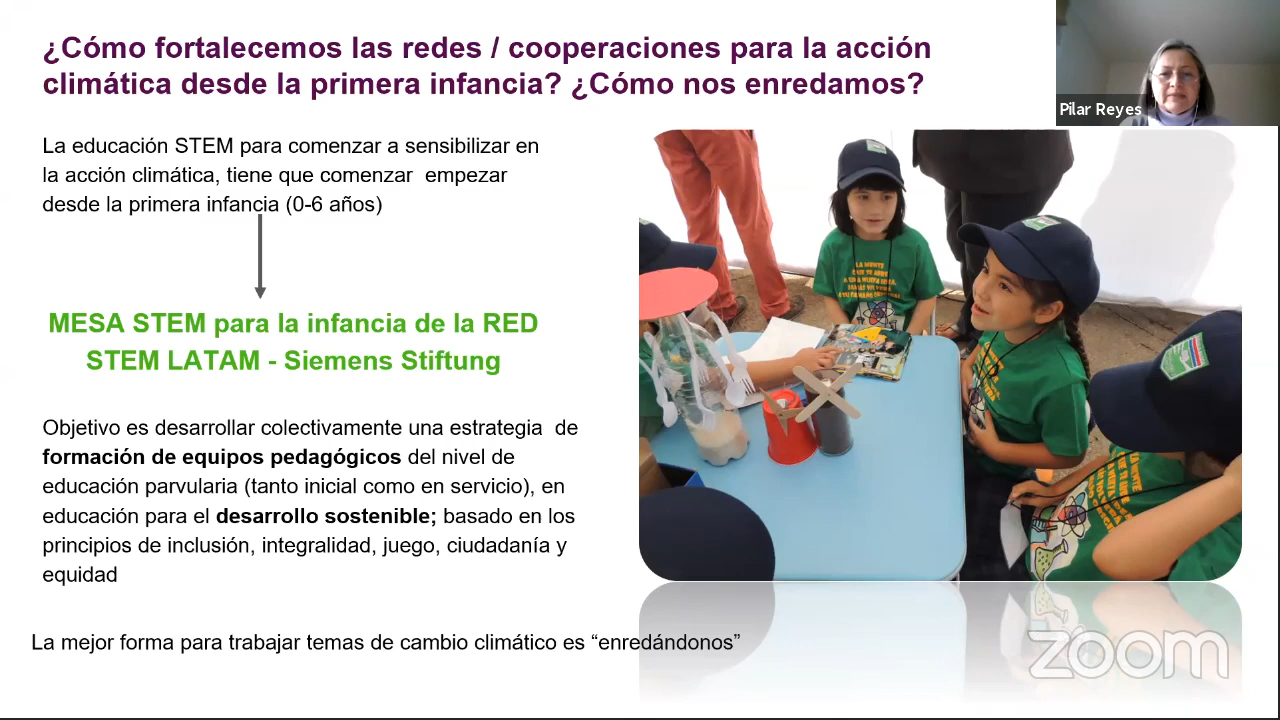 ¿Cómo fortalecemos las redes / cooperaciones para la acción
climática desde la primera infancia? ¿Cómo nos enredamos?
Pilar Reyes
La educación STEM para comenzar a sensibilizar en
la acción climática, tiene que comenzar  empezar
desde la primera infancia (0-6 años)
MESA STEM para la infancia de la RED
STEM LATAM - Siemens Stiftung
Objetivo es desarrollar colectivamente una estrategia  de
formación de equipos pedagógicos del nivel de
educación parvularia (tanto inicial como en servicio), en
educación para el desarrollo sostenible; basado en los
principios de inclusión, integralidad, juego, ciudadanía y
equidad
La mejor forma para trabajar temas de cambio climático es “enredándonos”
LA MENTE
QUE SE ABRE
zoom